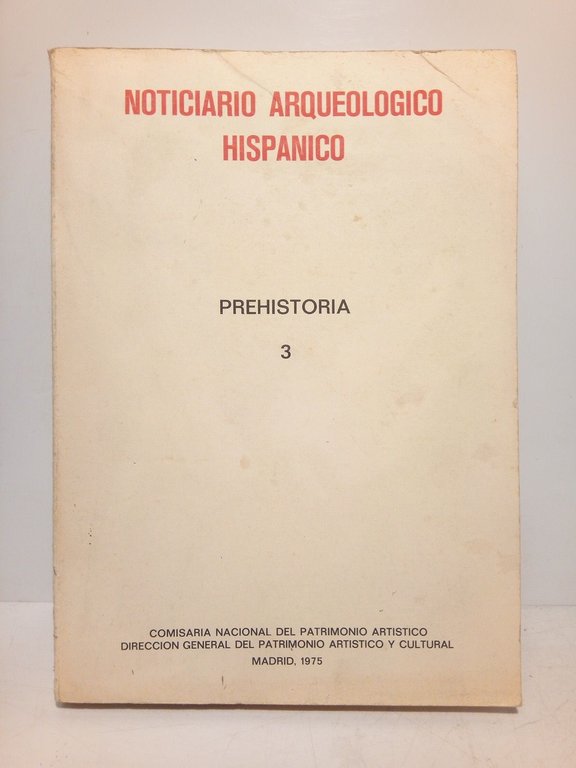 NOTICIARIO ARQUEOLOGICO
HISPANICO
PREHISTORIA
3
COMISARIA NACIONAL DEL PATRIMONIO ARTISTICO
DIRECCION GENERAL DEL PATRIMONIO ARTISTICO Y CULTURAL
MADRID, 1975